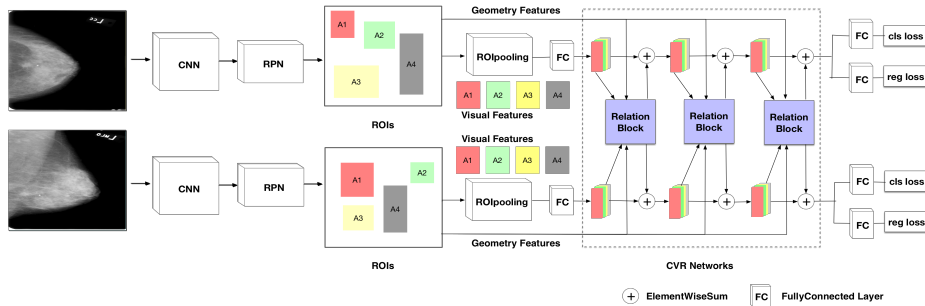 Geometry Features
LCC
CNN
RPN
A1
A2
A3
A4
ROIs
ROIpooling
FC
A1 A2 A3 A4
Visual Features
Relation Block
Relation Block
Relation Block
FC
cls loss
FC
reg loss
LMLO
CNN
RPN
A1
A2
A3
A4
ROIs
Visual Features
A1 A2 A3 A4
ROIpooling
FC
Geometry Features
CVR Networks
FC
cls loss
FC
reg loss
ElementWiseSum
FC FullyConnected Layer